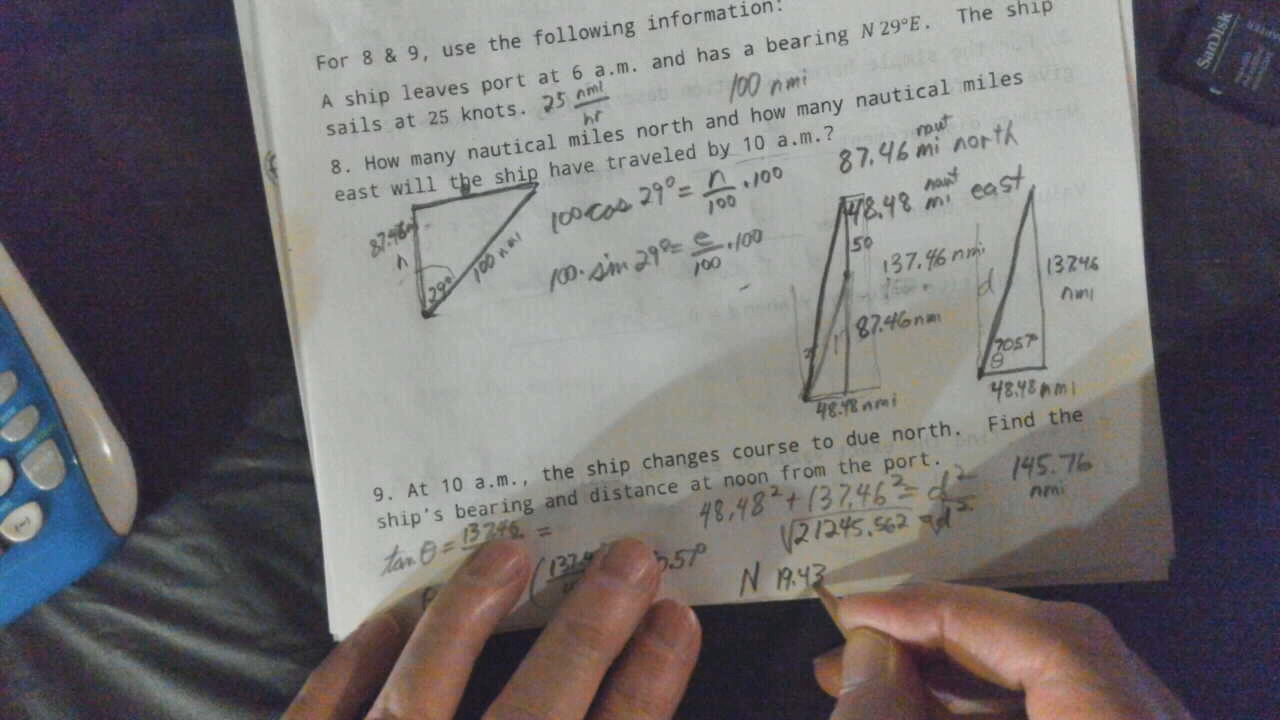 For 8 & 9, use the following information:
A ship leaves port at 6 a.m. and has a bearing N 29°E. The ship
sails at 25 knots. 25 nmi/hr 100 nmi
8. How many nautical miles north and how many nautical miles
east will the ship have traveled by 10 a.m.?
87.46 naut mi north
48.48 naut mi east
100·cos 29° = n/100 ·100
100· sin 29° = e/100 ·100
n
29°
100 nmi
50
137.46 nmi
87.46 nmi
48.48 nmi
d
137.46
nmi
70.57°
θ
48.48 nmi
9. At 10 a.m., the ship changes course to due north. Find the
ship's bearing and distance at noon from the port.
145.76
nmi
48.48² + 137.46² = d²
√21245.562 = d²
tan θ = 137.46 =
N 19.43
SanDisk